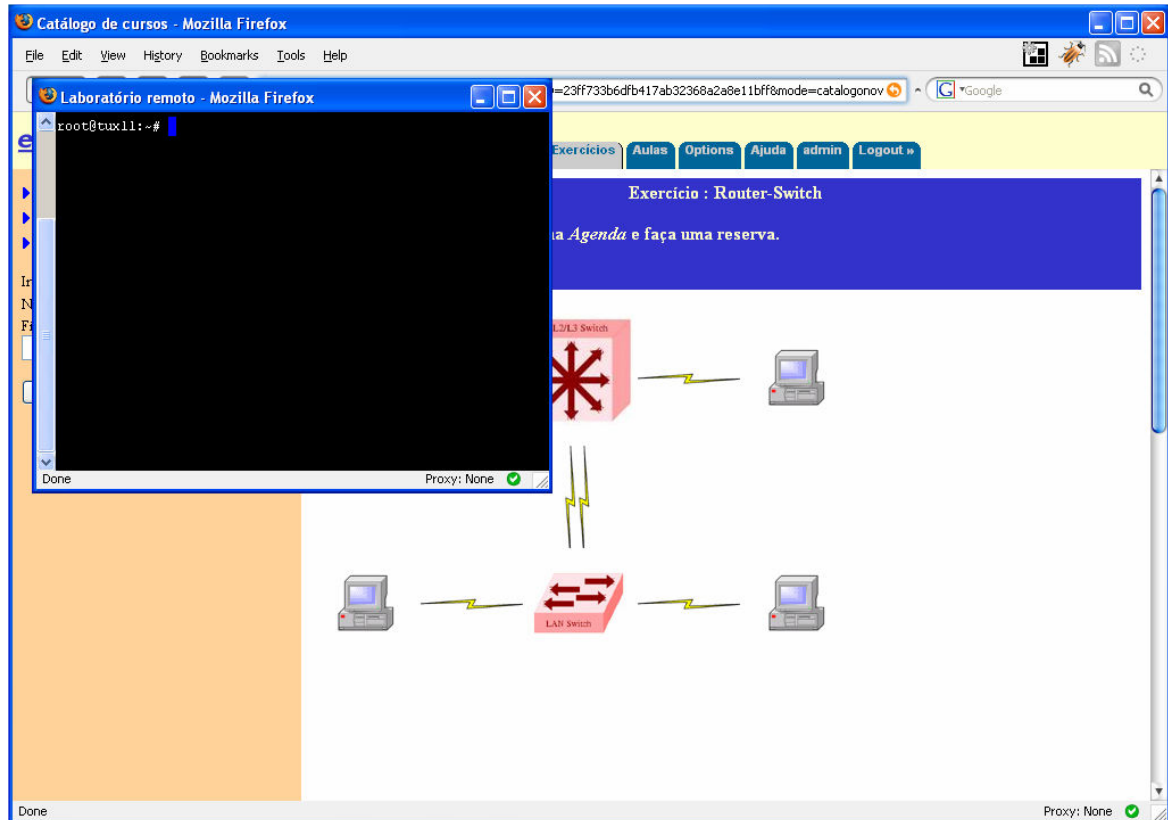 Catálogo de cursos - Mozilla Firefox
File Edit View History Bookmarks Tools Help
=23ff733b6dfb417ab32368a2a8e11bff&mode=catalogonov
Google
Laboratório remoto - Mozilla Firefox
root@tux11:~#
Done
Proxy: None
Exercícios Aulas Options Ajuda admin Logout »
Exercício : Router-Switch
Agenda e faça uma reserva.
L2/L3 Switch
LAN Switch
Done
Proxy: None